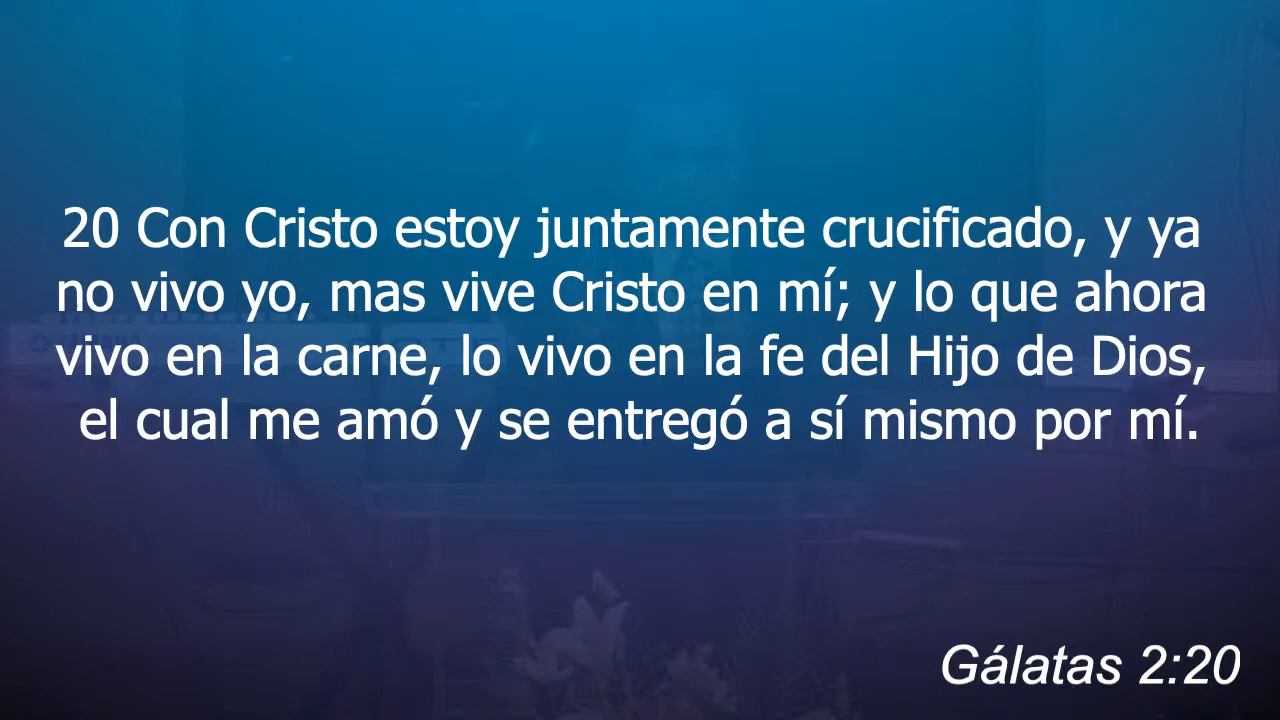 20 Con Cristo estoy juntamente crucificado, y ya
no vivo yo, mas vive Cristo en mí; y lo que ahora
vivo en la carne, lo vivo en la fe del Hijo de Dios,
el cual me amó y se entregó a sí mismo por mí.
Gálatas 2:20